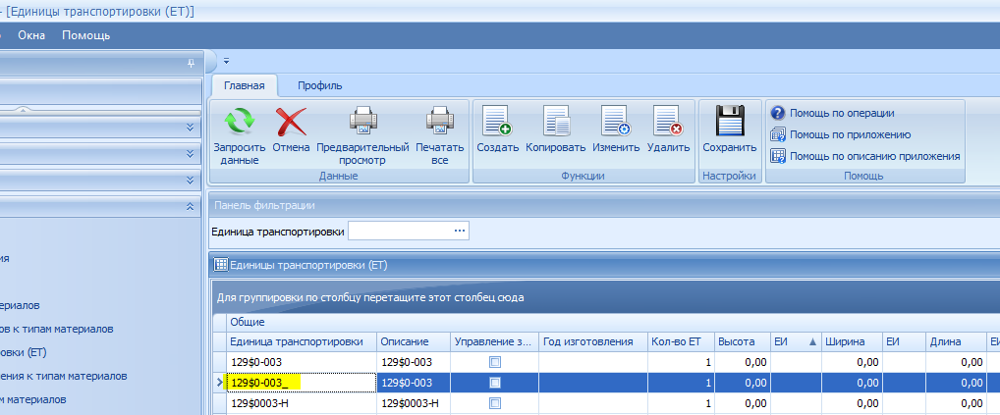 - [Единицы транспортировки (ЕТ)]
Окна Помощь
Главная Профиль
Запросить данные
Отмена
Предварительный просмотр
Печатать все
Данные
Создать
Копировать
Изменить
Удалить
Функции
Сохранить
Настройки
Помощь по операции
Помощь по приложению
Помощь по описанию приложения
Помощь
Панель фильтрации
Единица транспортировки ...
Единицы транспортировки (ЕТ)
Для группировки по столбцу перетащите этот столбец сюда
Общие
Единица транспортировки Описание Управление з... Год изготовления Кол-во ЕТ Высота ЕИ Ширина ЕИ Длина ЕИ
129$0-003 129$0-003 1 0,00 0,00 0,00
129$0-003_ 129$0-003 1 0,00 0,00 0,00
129$0003-Н 129$0003-Н 1 0,00 0,00 0,00
ия
териалов
ов к типам материалов
овки (ЕТ)
ения к типам материалов
м материалов